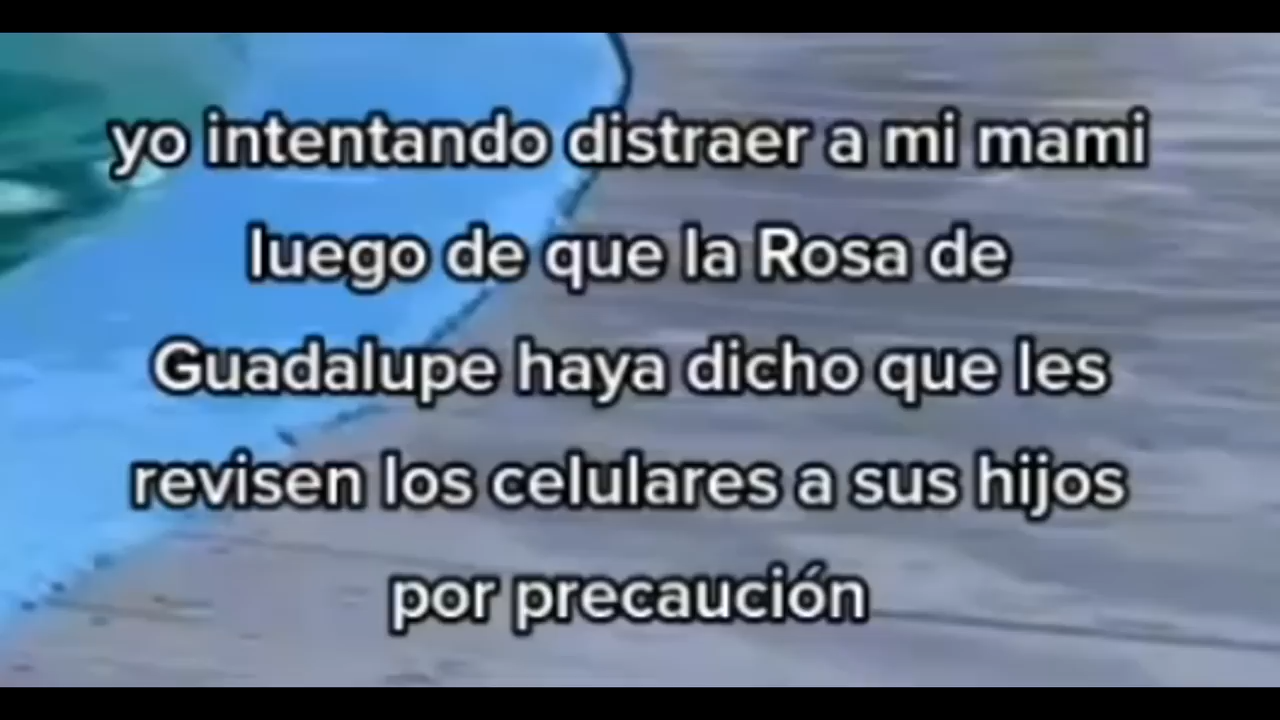 yo intentando distraer a mi mami
luego de que la Rosa de
Guadalupe haya dicho que les
revisen los celulares a sus hijos
por precaución